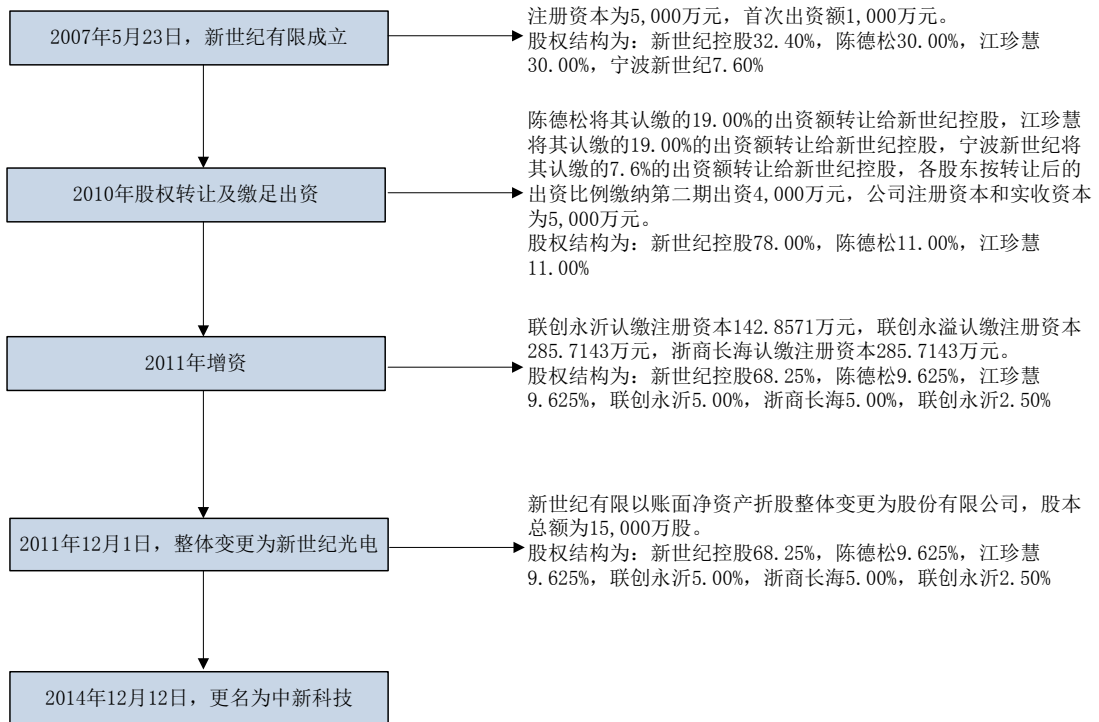 2007年5月23日，新世纪有限成立
注册资本为5,000万元，首次出资额1,000万元。
股权结构为：新世纪控股32.40%，陈德松30.00%，江珍慧
30.00%，宁波新世纪7.60%
2010年股权转让及缴足出资
陈德松将其认缴的19.00%的出资额转让给新世纪控股，江珍慧
将其认缴的19.00%的出资额转让给新世纪控股，宁波新世纪将
其认缴的7.6%的出资额转让给新世纪控股，各股东按转让后的
出资比例缴纳第二期出资4,000万元，公司注册资本和实收资本
为5,000万元。
股权结构为：新世纪控股78.00%，陈德松11.00%，江珍慧
11.00%
2011年增资
联创永沂认缴注册资本142.8571万元，联创永溢认缴注册资本
285.7143万元，浙商长海认缴注册资本285.7143万元。
股权结构为：新世纪控股68.25%，陈德松9.625%，江珍慧
9.625%，联创永沂5.00%，浙商长海5.00%，联创永沂2.50%
2011年12月1日，整体变更为新世纪光电
新世纪有限以账面净资产折股整体变更为股份有限公司，股本
总额为15,000万股。
股权结构为：新世纪控股68.25%，陈德松9.625%，江珍慧
9.625%，联创永沂5.00%，浙商长海5.00%，联创永沂2.50%
2014年12月12日，更名为中新科技